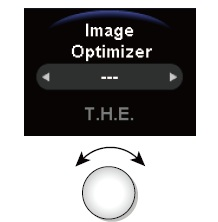 Image
Optimizer
---
T.H.E.